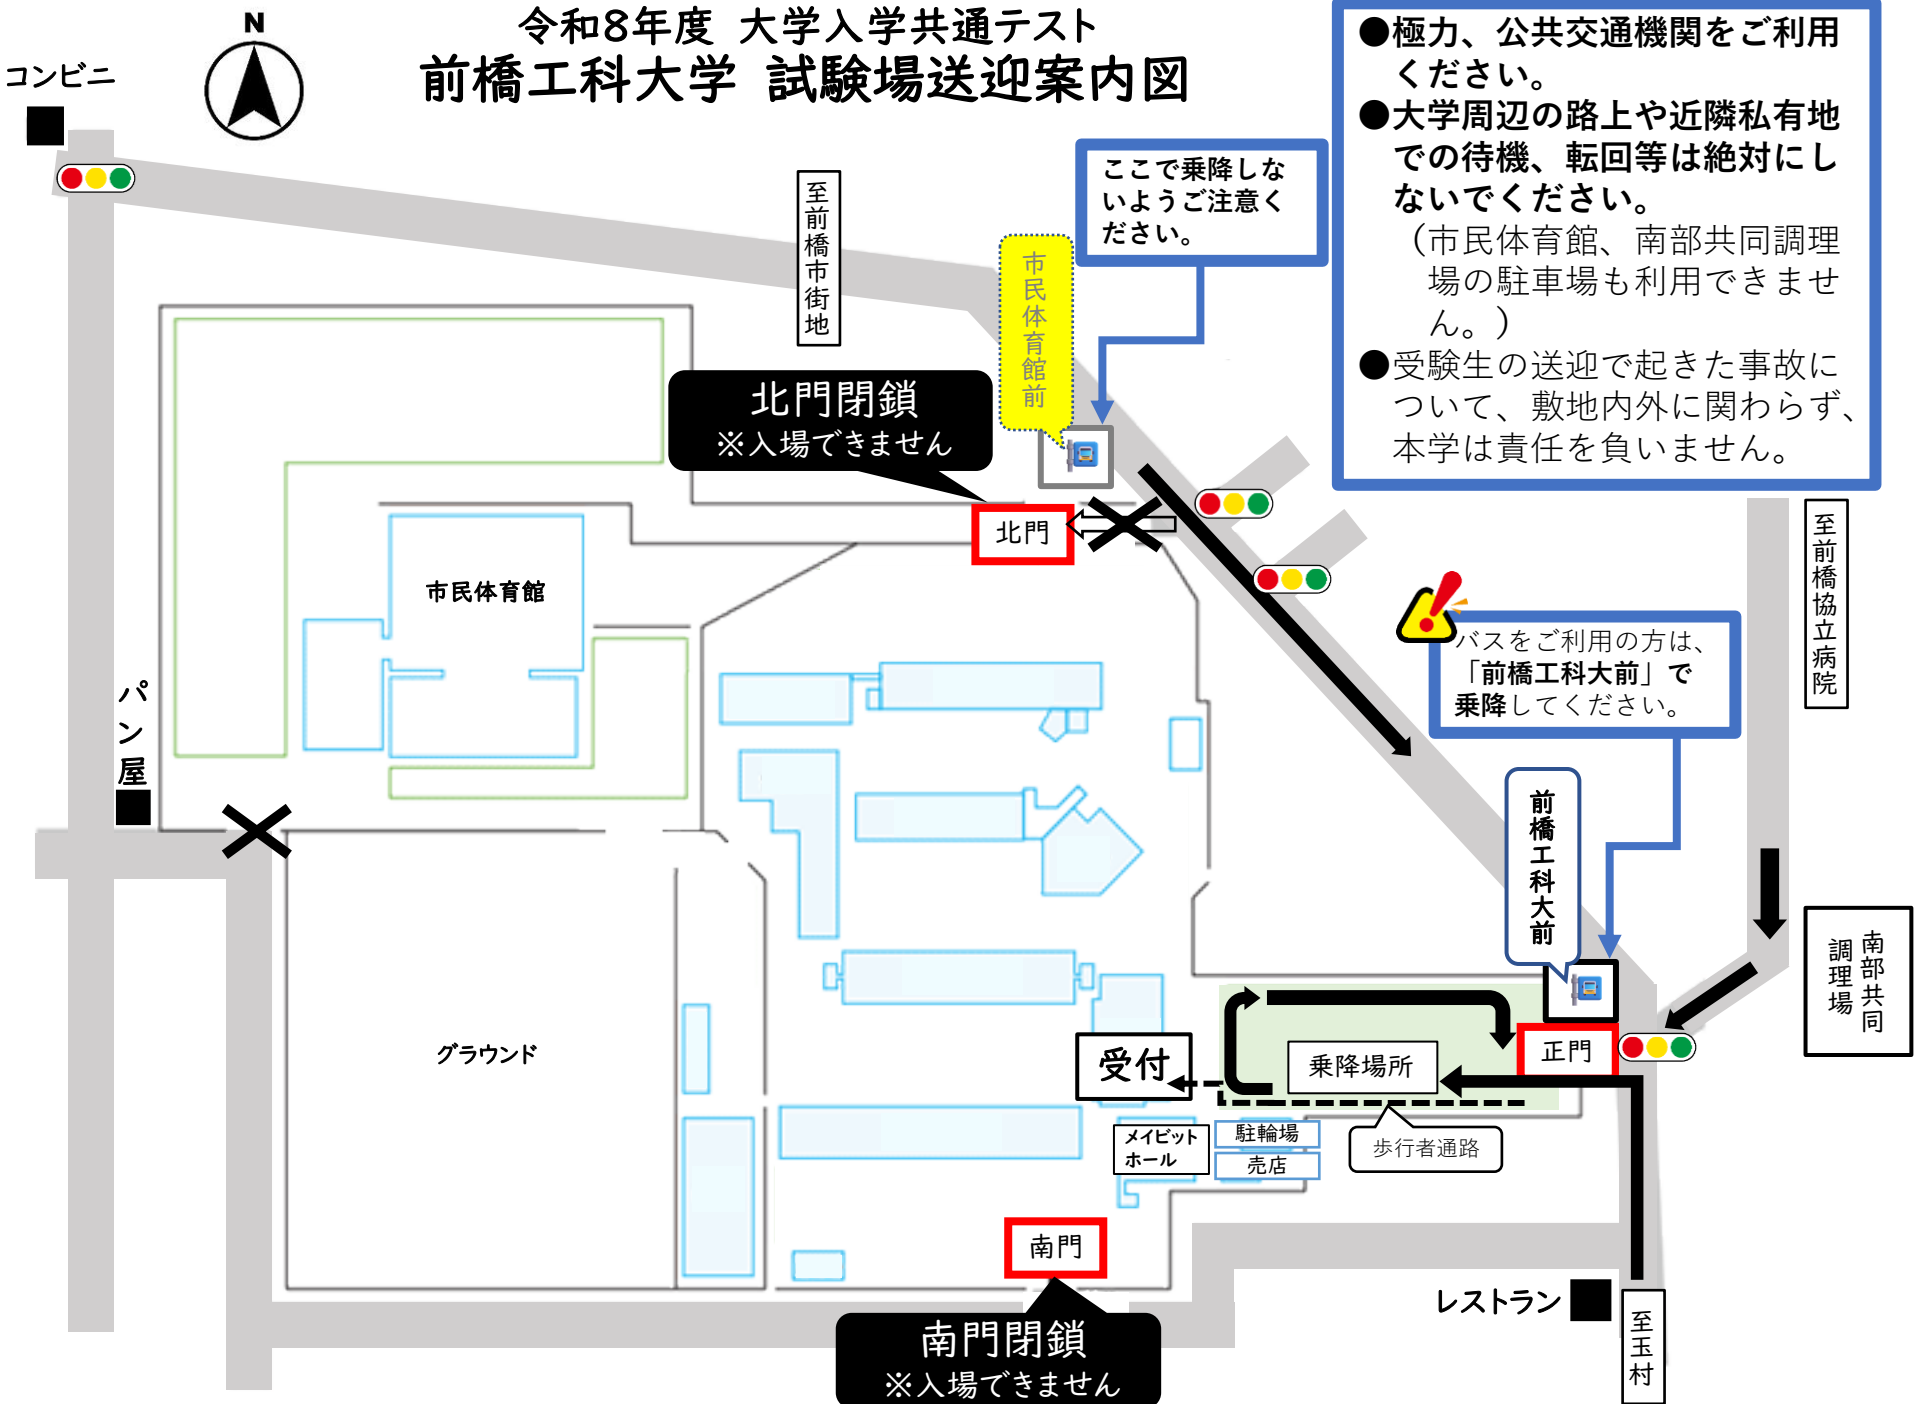 令和8年度 大学入学共通テスト
前橋工科大学 試験場送迎案内図
N
コンビニ
●極力、公共交通機関をご利用
ください。
●大学周辺の路上や近隣私有地
での待機、転回等は絶対にし
ないでください。
（市民体育館、南部共同調理
場の駐車場も利用できませ
ん。）
●受験生の送迎で起きた事故に
ついて、敷地内外に関わらず、
本学は責任を負いません。
ここで乗降しな
いようご注意く
ださい。
至前橋市街地
市民体育館前
北門閉鎖
※入場できません
北門
至前橋協立病院
市民体育館
バスをご利用の方は、
「前橋工科大前」で
乗降してください。
パン屋
前橋工科大前
南部共同
調理場
グラウンド
受付
乗降場所
正門
メイビット
ホール
駐輪場
売店
歩行者通路
南門
南門閉鎖
※入場できません
レストラン
至玉村